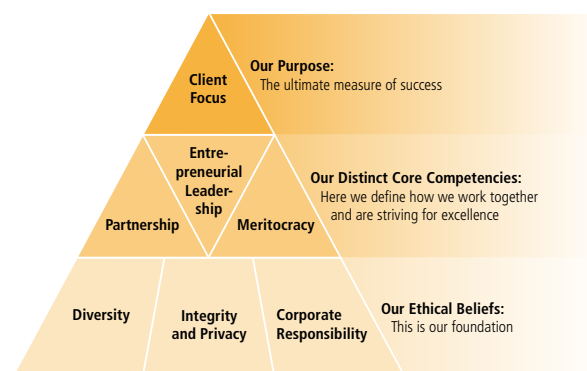 Client
Focus
Our Purpose:
The ultimate measure of success
Entre-
preneurial
Leader-
ship
Partnership
Meritocracy
Our Distinct Core Competencies:
Here we define how we work together
and are striving for excellence
Diversity
Integrity
and Privacy
Corporate
Responsibility
Our Ethical Beliefs:
This is our foundation